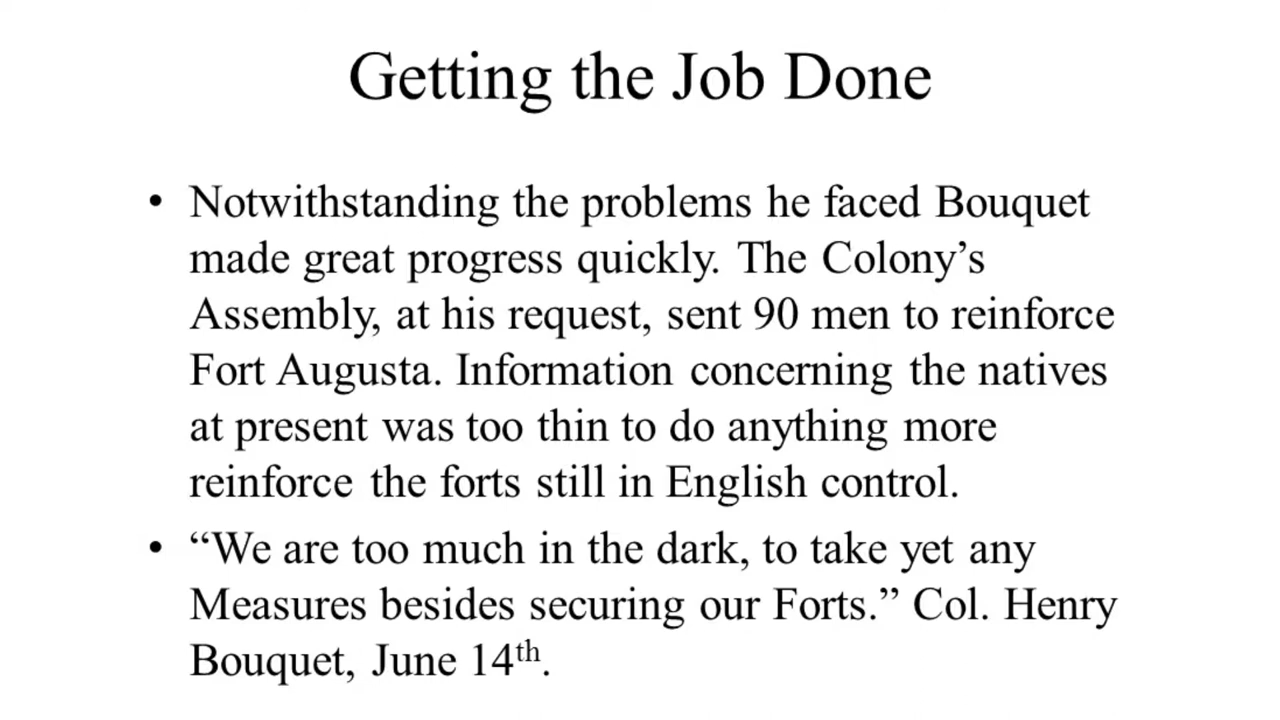 Getting the Job Done
• Notwithstanding the problems he faced Bouquet
made great progress quickly. The Colony’s
Assembly, at his request, sent 90 men to reinforce
Fort Augusta. Information concerning the natives
at present was too thin to do anything more
reinforce the forts still in English control.
• “We are too much in the dark, to take yet any
Measures besides securing our Forts.” Col. Henry
Bouquet, June 14th.